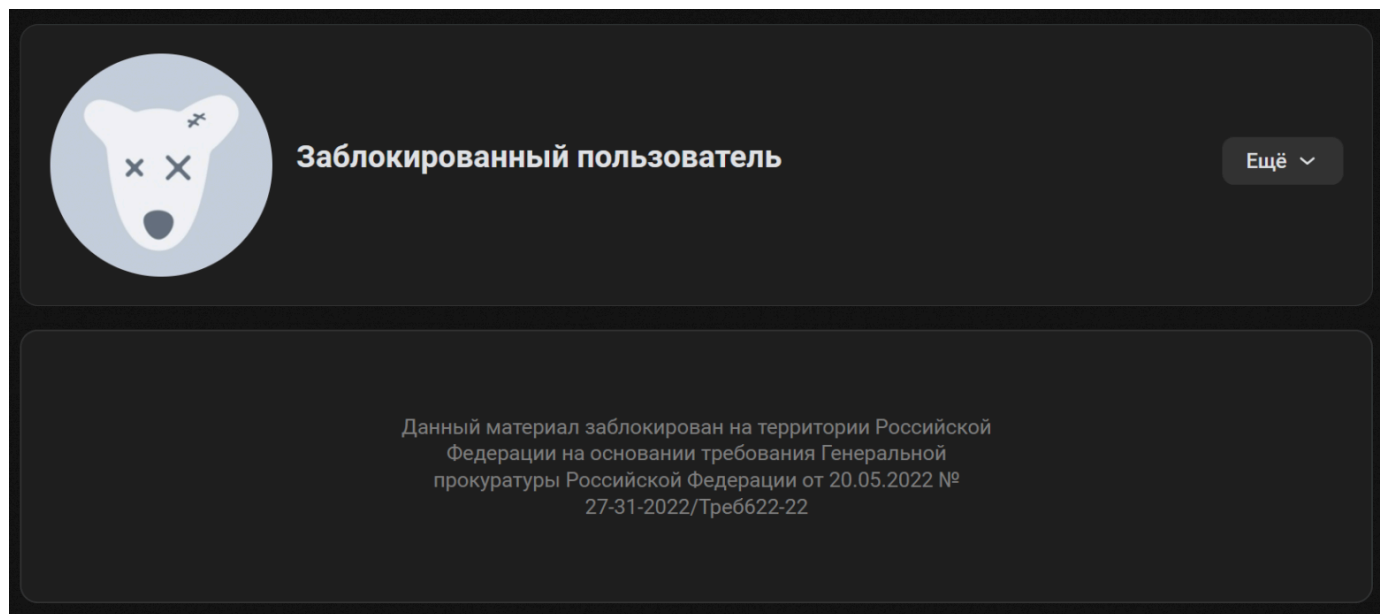 Заблокированный пользователь
Ещё
Данный материал заблокирован на территории Российской
Федерации на основании требования Генеральной
прокуратуры Российской Федерации от 20.05.2022 №
27-31-2022/Треб622-22